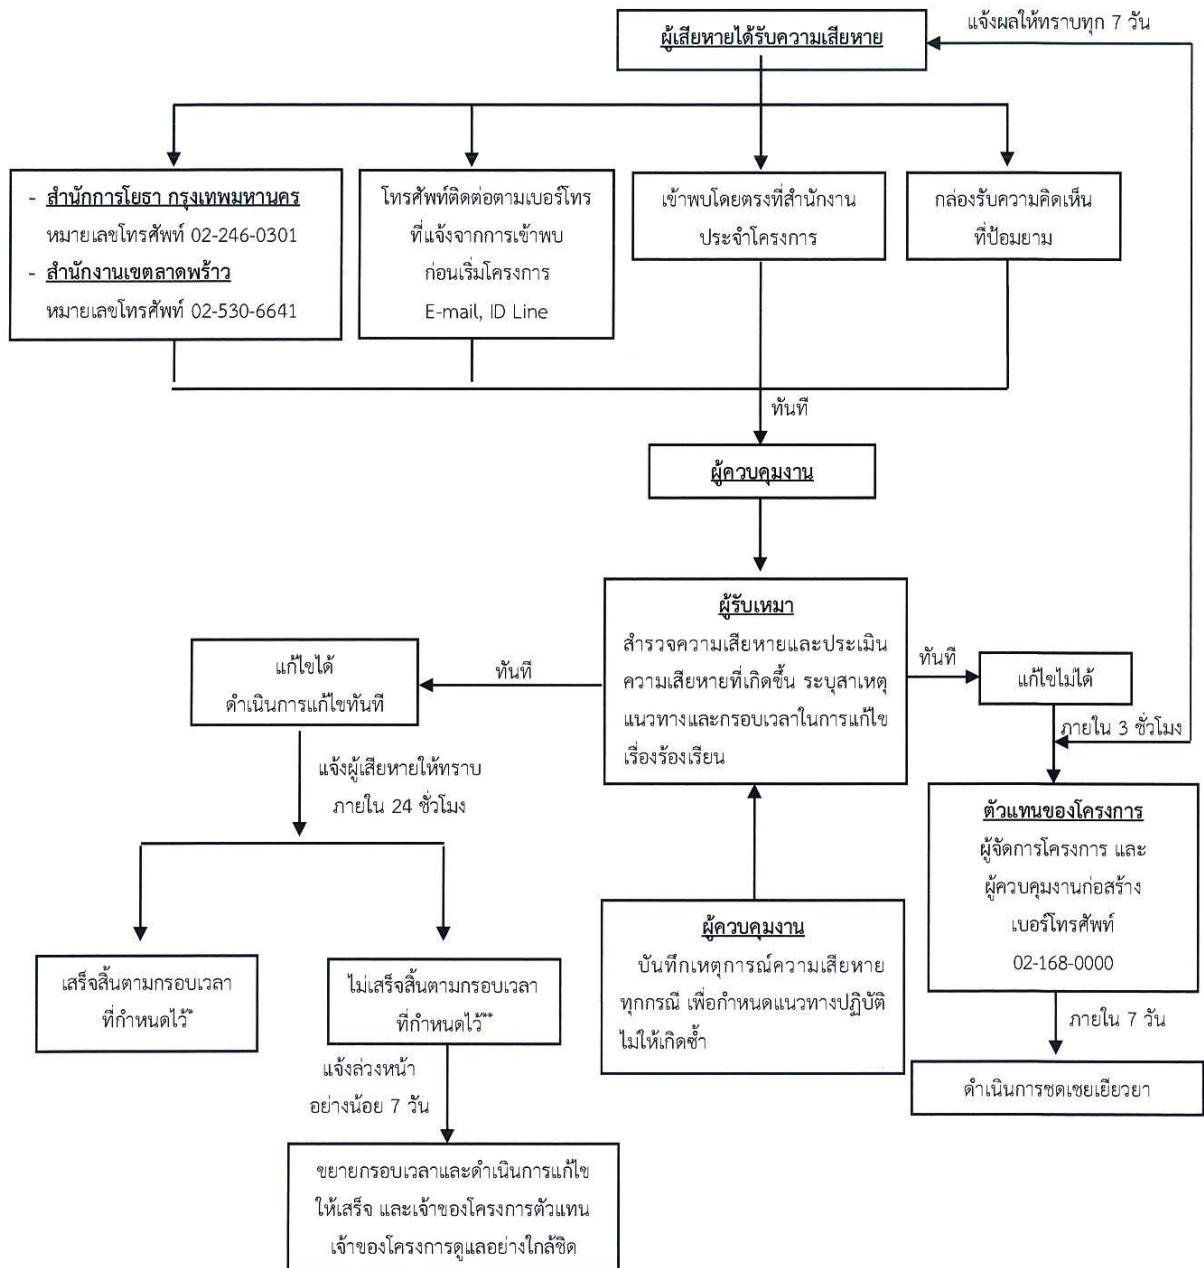 แจ้งผลให้ทราบทุก 7 วัน
ผู้เสียหายได้รับความเสียหาย
- สำนักการโยธา กรุงเทพมหานคร
หมายเลขโทรศัพท์ 02-246-0301
- สำนักงานเขตลาดพร้าว
หมายเลขโทรศัพท์ 02-530-6641
โทรศัพท์ติดต่อตามเบอร์โทร
ที่แจ้งจากการเข้าพบ
ก่อนเริ่มโครงการ
E-mail, ID Line
เข้าพบโดยตรงที่สำนักงาน
ประจำโครงการ
กล่องรับความคิดเห็น
ที่ป้อมยาม
ทันที
ผู้ควบคุมงาน
ผู้รับเหมา
สำรวจความเสียหายและประเมิน
ความเสียหายที่เกิดขึ้น ระบุสาเหตุ
แนวทางและกรอบเวลาในการแก้ไข
เรื่องร้องเรียน
ทันที
แก้ไขได้
ดำเนินการแก้ไขทันที
ทันที
แก้ไขไม่ได้
ภายใน 3 ชั่วโมง
แจ้งผู้เสียหายให้ทราบ
ภายใน 24 ชั่วโมง
ตัวแทนของโครงการ
ผู้จัดการโครงการ และ
ผู้ควบคุมงานก่อสร้าง
เบอร์โทรศัพท์
02-168-0000
ผู้ควบคุมงาน
บันทึกเหตุการณ์ความเสียหาย
ทุกกรณี เพื่อกำหนดแนวทางปฏิบัติ
ไม่ให้เกิดซ้ำ
เสร็จสิ้นตามกรอบเวลา
ที่กำหนดไว้*
ไม่เสร็จสิ้นตามกรอบเวลา
ที่กำหนดไว้**
ภายใน 7 วัน
แจ้งล่วงหน้า
อย่างน้อย 7 วัน
ดำเนินการชดเชยเยียวยา
ขยายกรอบเวลาและดำเนินการแก้ไข
ให้เสร็จ และเจ้าของโครงการตัวแทน
เจ้าของโครงการดูแลอย่างใกล้ชิด